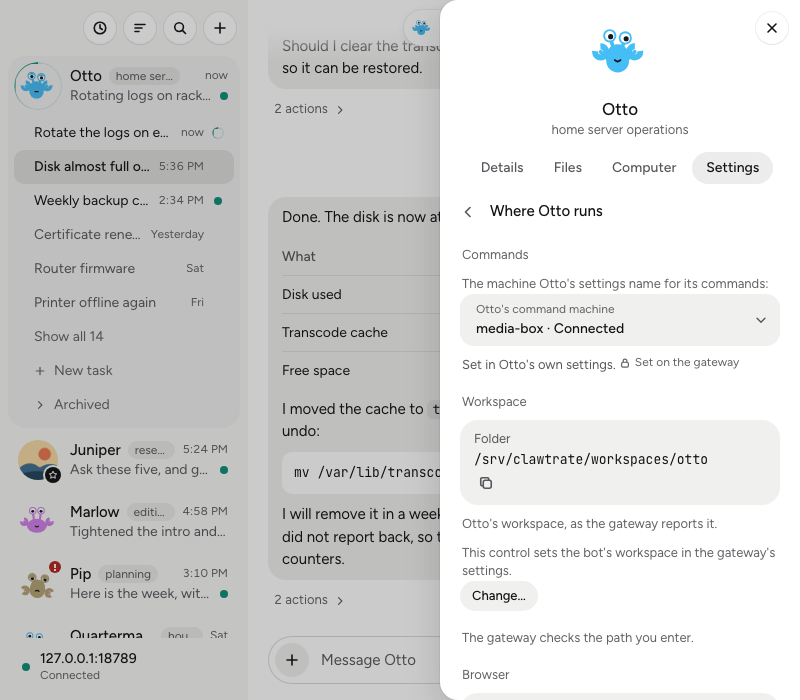 Otto
home ser...
now
Rotating logs on rack...
Rotate the logs on e...
now
Disk almost full o...
5:36 PM
Weekly backup c...
2:34 PM
Certificate rene...
Yesterday
Router firmware
Sat
Printer offline again
Fri
Show all 14
New task
Archived
Juniper
rese...
5:24 PM
Ask these five, and g...
Marlow
editi...
4:58 PM
Tightened the intro and...
Pip
planning
3:10 PM
Here is the week, wit...
Quarterma
hou
Sat
127.0.0.1:18789
Connected
Should I clear the transc
so it can be restored.
2 actions
Done. The disk is now at
What
Disk used
Transcode cache
Free space
I moved the cache to t
undo:
mv /var/lib/transco
I will remove it in a week
did not report back, so t
counters.
2 actions
Message Otto
Otto
home server operations
Details
Files
Computer
Settings
Where Otto runs
Commands
The machine Otto's settings name for its commands:
Otto's command machine
media-box · Connected
Set in Otto's own settings.
Set on the gateway
Workspace
Folder
/srv/clawtrate/workspaces/otto
Otto's workspace, as the gateway reports it.
This control sets the bot's workspace in the gateway's
settings.
Change...
The gateway checks the path you enter.
Browser